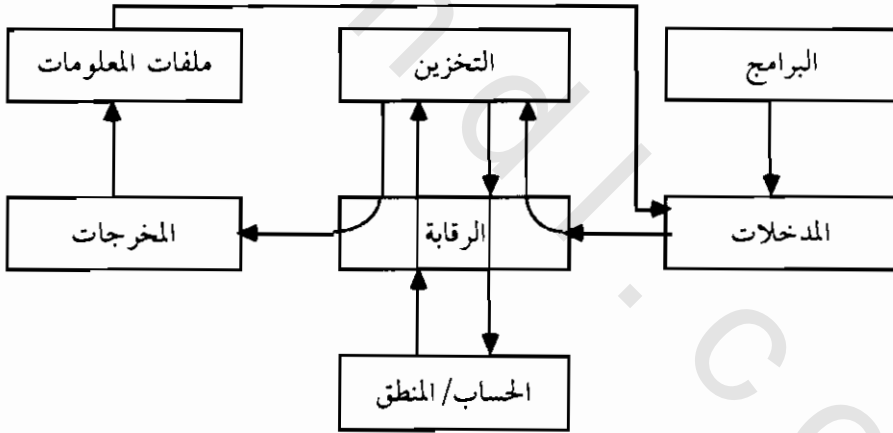 البرامج
التخزين
ملفات المعلومات
المدخلات
الرقابة
المخرجات
الحساب/المنطق